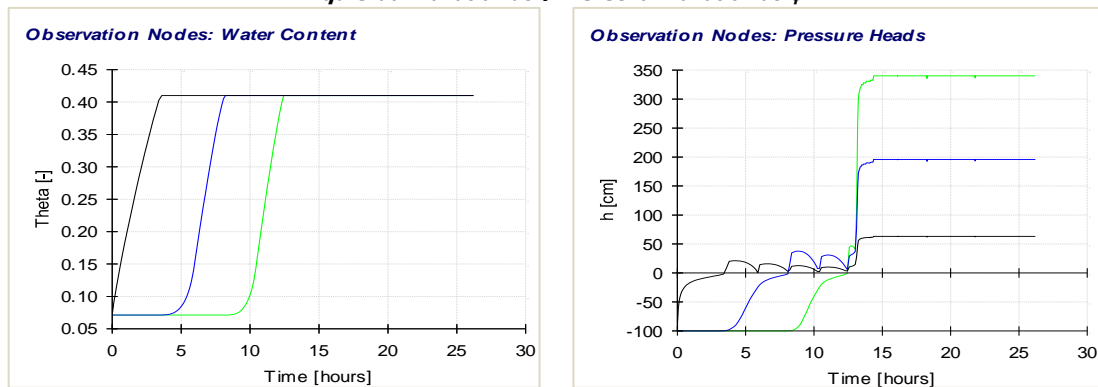 Observation Nodes: Water Content
0.45
0.40
0.35
0.30
0.25
0.20
0.15
0.10
0.05
Theta [-]
0 5 10 15 20 25 30
Time [hours]
Observation Nodes: Pressure Heads
350
300
250
200
150
100
50
0
-50
-100
h [cm]
0 5 10 15 20 25 30
Time [hours]